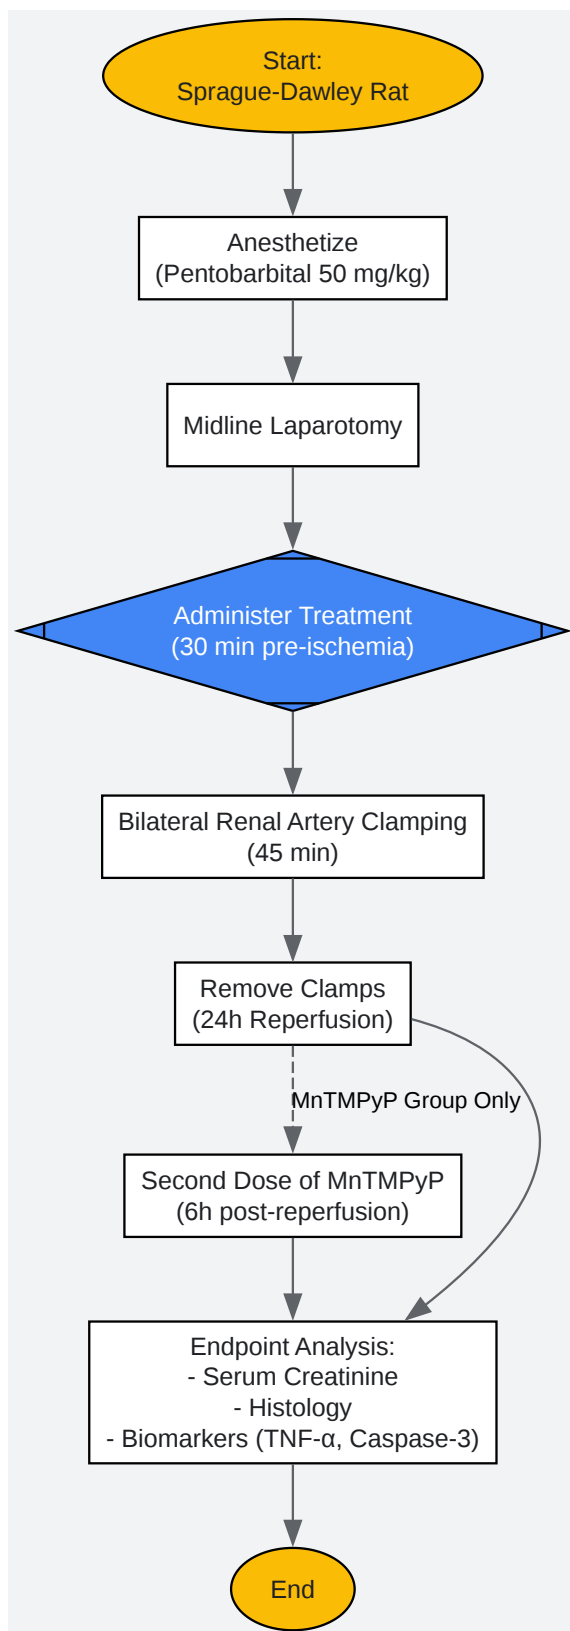 Start:
Sprague-Dawley Rat
Anesthetize
(Pentobarbital 50 mg/kg)
Midline Laparotomy
Administer Treatment
(30 min pre-ischemia)
Bilateral Renal Artery Clamping
(45 min)
Remove Clamps
(24h Reperfusion)
MnTMPyP Group Only
Second Dose of MnTMPyP
(6h post-reperfusion)
Endpoint Analysis:
- Serum Creatinine
- Histology
- Biomarkers (TNF-α, Caspase-3)
End